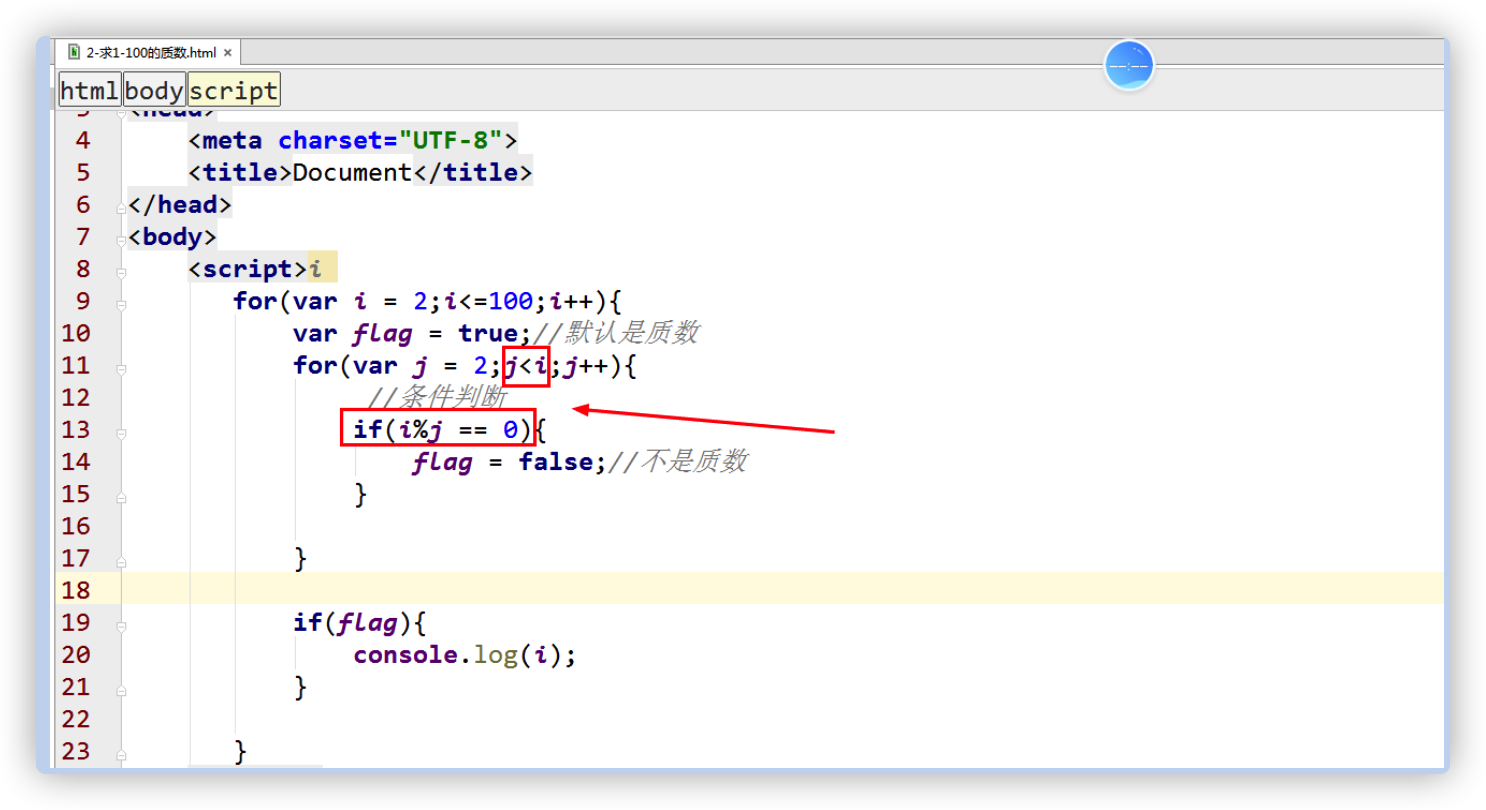 2-求1-100的质数.html ×
html body script
3 <head>
4 <meta charset="UTF-8">
5 <title>Document</title>
6 </head>
7 <body>
8 <script>i
9 for(var i = 2;i<=100;i++){
10 var flag = true;//默认是质数
11 for(var j = 2;j<i;j++){
12 //条件判断
13 if(i%j == 0){
14 flag = false;//不是质数
15 }
16
17 }
18
19 if(flag){
20 console.log(i);
21 }
22
23 }